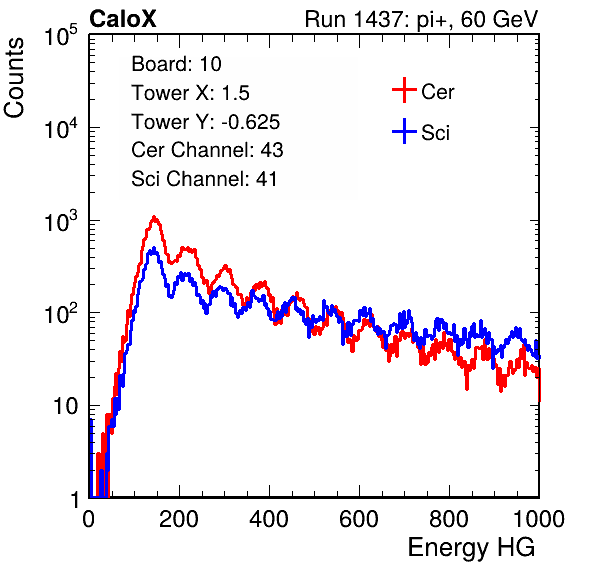 CaloX Run 1437: pi+, 60 GeV
Counts
Board: 10
Tower X: 1.5
Tower Y: -0.625
Cer Channel: 43
Sci Channel: 41
Cer
Sci
10^5
10^4
10^3
10^2
10
1
0 200 400 600 800 1000
Energy HG